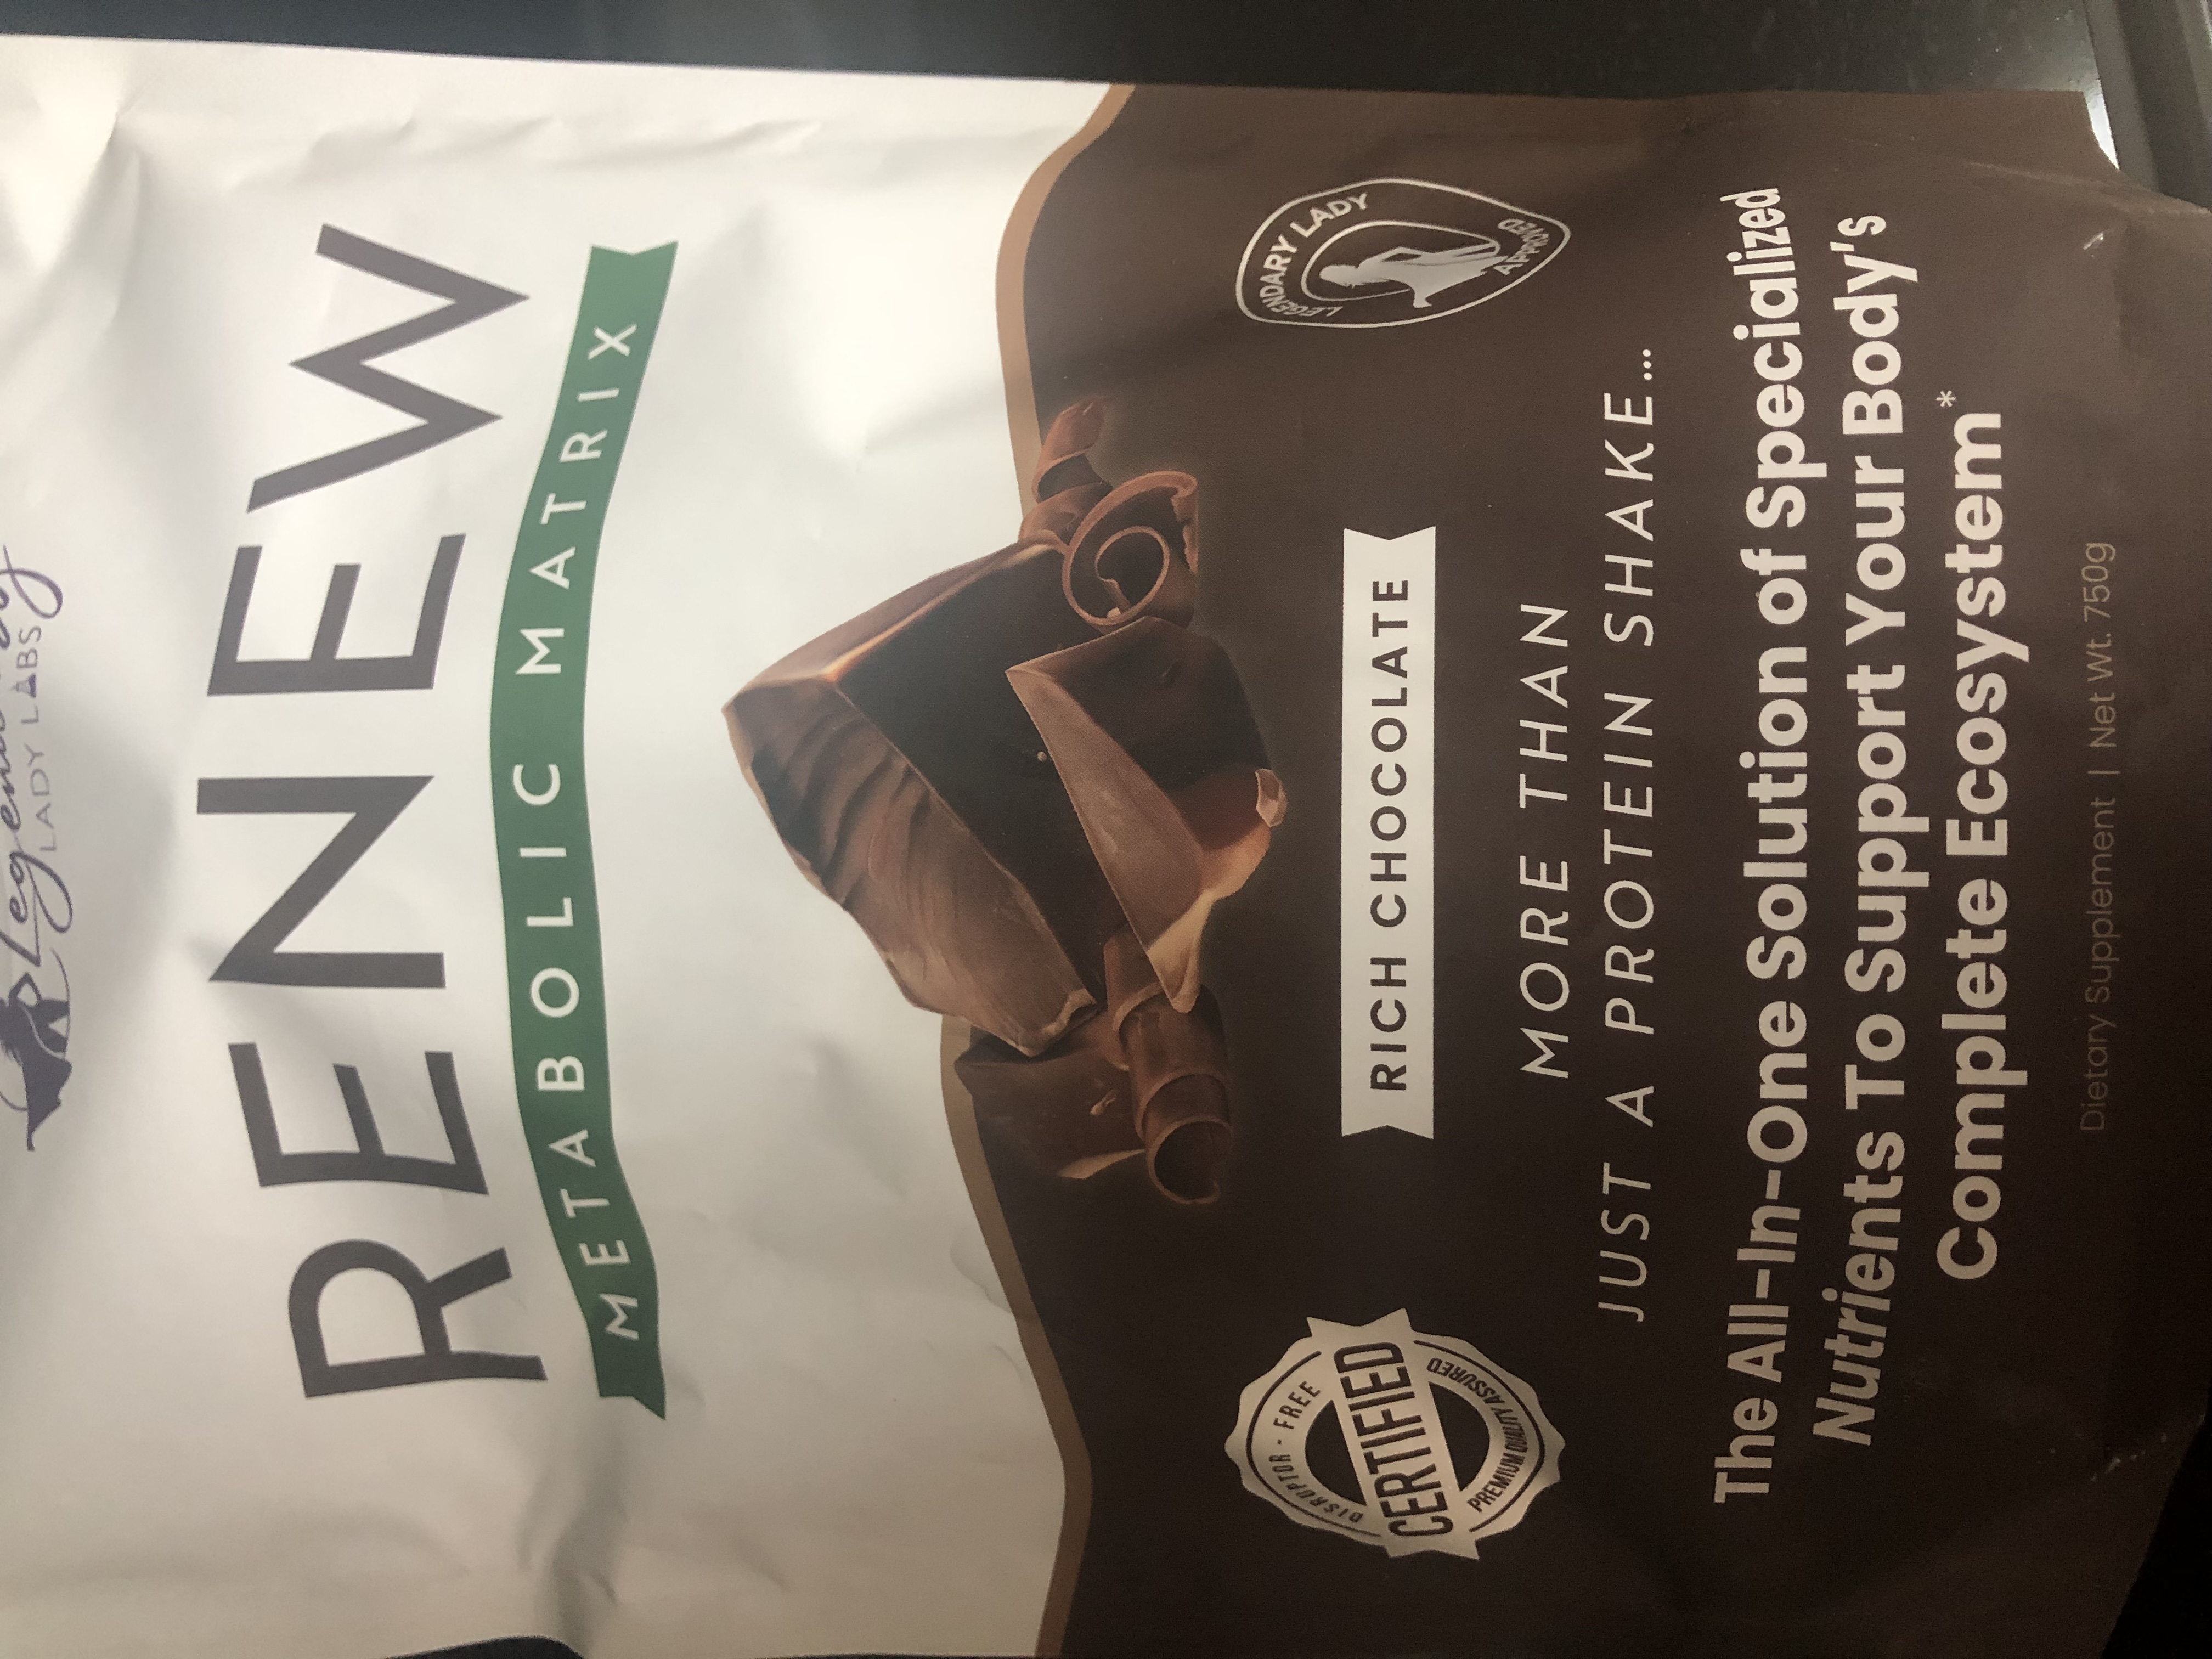 Legendary
LADY LABS
RENEW
METABOLIC MATRIX
RICH CHOCOLATE
DISRUPTOR - FREE
CERTIFIED
PREMIUM QUALITY ASSURED
LEGENDARY LADY
APPROVED
MORE THAN
JUST A PROTEIN SHAKE...
The All-In-One Solution of Specialized
Nutrients To Support Your Body's
Complete Ecosystem*
Dietary Supplement | Net Wt. 750g